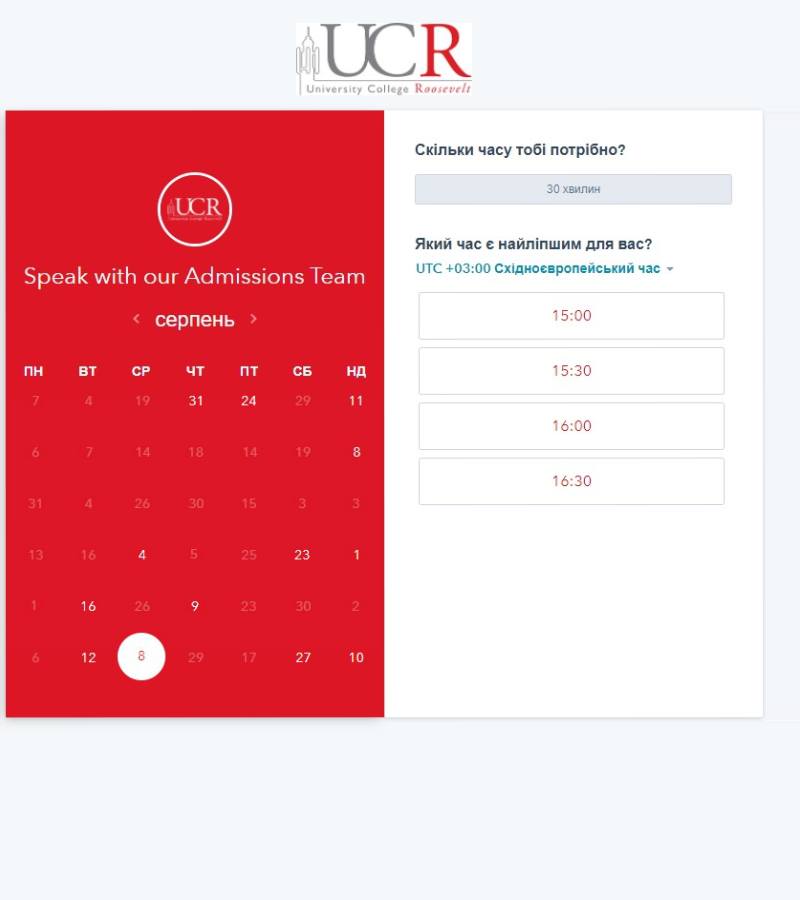 UCR
University College Roosevelt
UCR
Speak with our Admissions Team
серпень
ПН ВТ СР ЧТ ПТ СБ НД
7 4 19 31 24 29 11
6 7 14 18 14 19 8
31 4 26 30 15 3 3
13 16 4 5 25 23 1
1 16 26 9 23 30 2
6 12 8 29 17 27 10
Скільки часу тобі потрібно?
30 хвилин
Який час є найліпшим для вас?
UTC +03:00 Східноєвропейський час
15:00
15:30
16:00
16:30